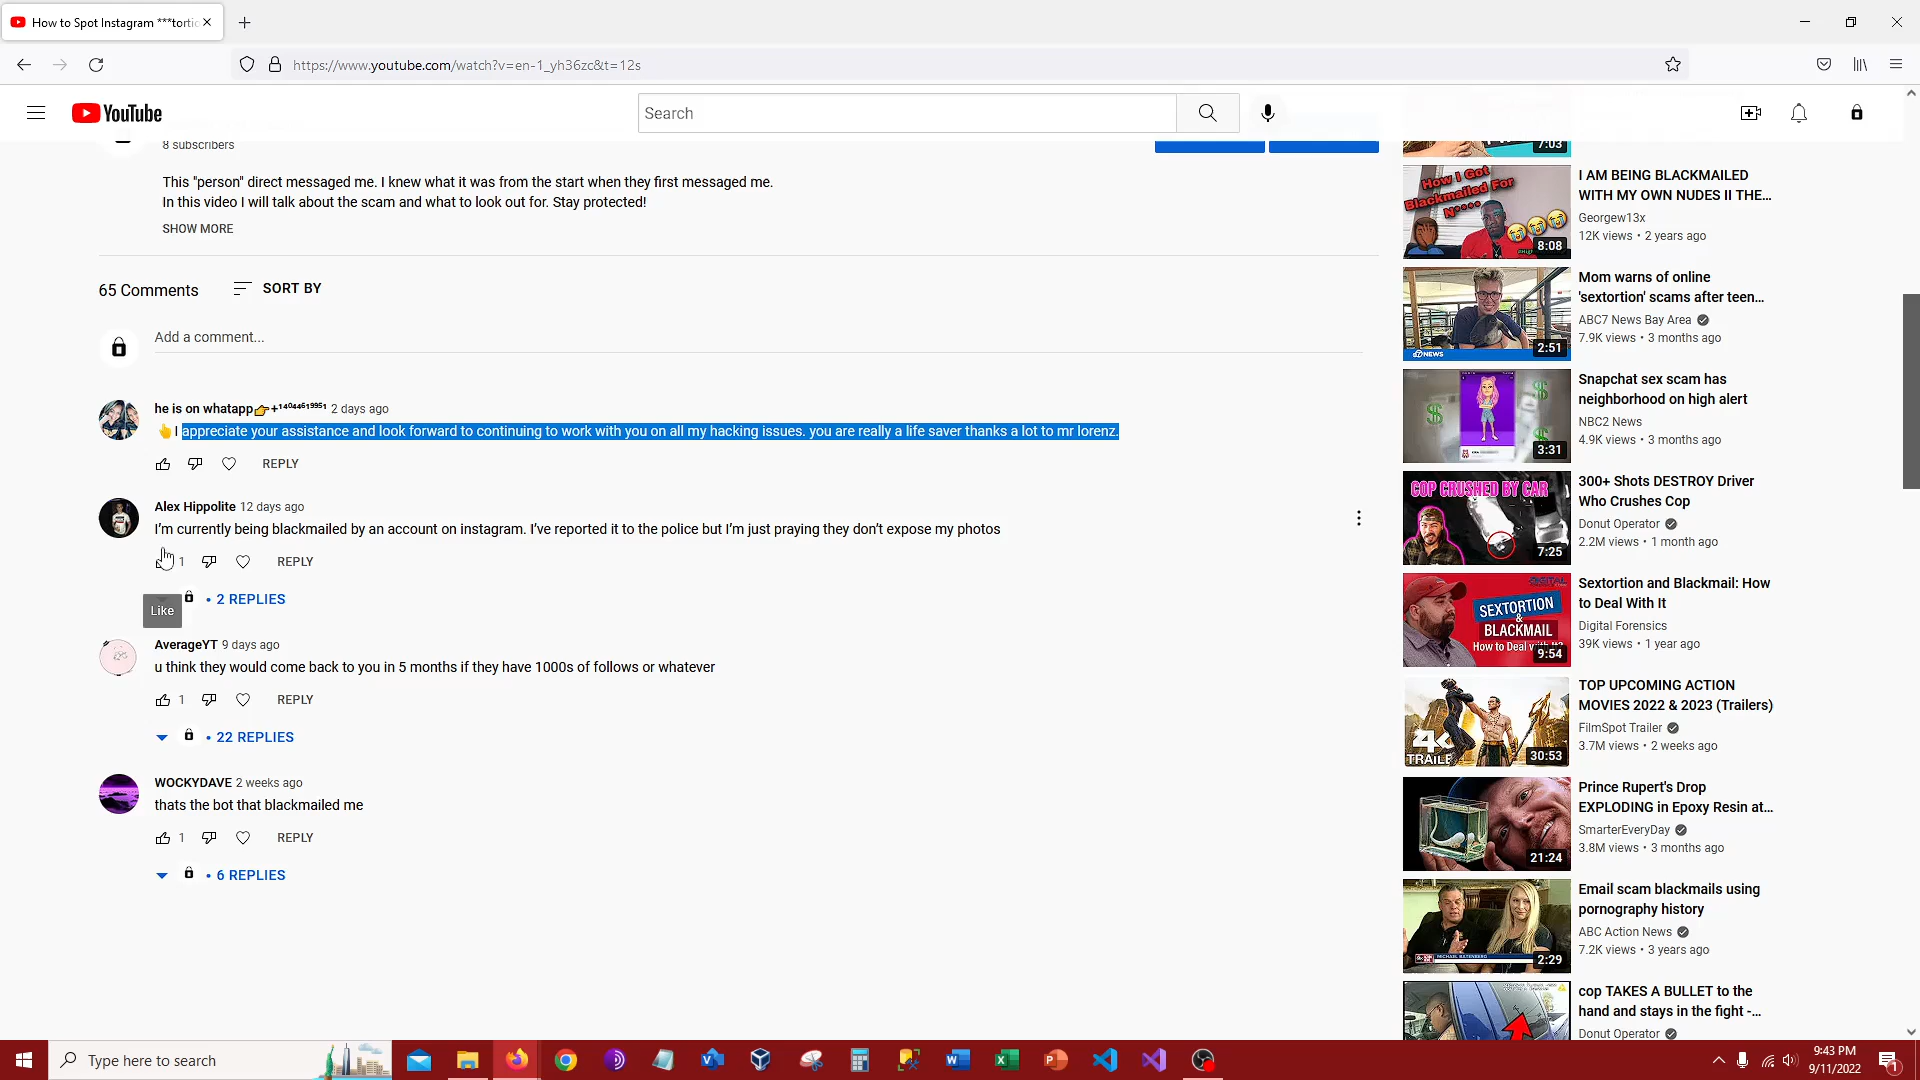 How to Spot Instagram ***tortio
https://www.youtube.com/watch?v=en-1_yh36zc&t=12s
YouTube
Search
8 subscribers
This "person" direct messaged me. I knew what it was from the start when they first messaged me.
In this video I will talk about the scam and what to look out for. Stay protected!
SHOW MORE
65 Comments
SORT BY
Add a comment...
he is on whatapp👉+¹⁴⁰⁴⁴⁶¹⁹⁹⁵¹ 2 days ago
👆I appreciate your assistance and look forward to continuing to work with you on all my hacking issues. you are really a life saver thanks a lot to mr lorenz.
REPLY
Alex Hippolite 12 days ago
I'm currently being blackmailed by an account on instagram. I've reported it to the police but I'm just praying they don't expose my photos
1 REPLY
Like
• 2 REPLIES
AverageYT 9 days ago
u think they would come back to you in 5 months if they have 1000s of follows or whatever
1 REPLY
• 22 REPLIES
WOCKYDAVE 2 weeks ago
thats the bot that blackmailed me
1 REPLY
• 6 REPLIES
7:03
How I Got
Blackmailed For
N****
8:08
I AM BEING BLACKMAILED
WITH MY OWN NUDES II THE...
Georgew13x
12K views • 2 years ago
NEWS
2:51
Mom warns of online
'sextortion' scams after teen...
ABC7 News Bay Area
7.9K views • 3 months ago
3:31
Snapchat sex scam has
neighborhood on high alert
NBC2 News
4.9K views • 3 months ago
COP CRUSHED BY CAR
7:25
300+ Shots DESTROY Driver
Who Crushes Cop
Donut Operator
2.2M views • 1 month ago
DIGITAL
SEXTORTION
&
BLACKMAIL
How to Deal with It?
9:54
Sextortion and Blackmail: How
to Deal With It
Digital Forensics
39K views • 1 year ago
4K
TRAILE
30:53
TOP UPCOMING ACTION
MOVIES 2022 & 2023 (Trailers)
FilmSpot Trailer
3.7M views • 2 weeks ago
21:24
Prince Rupert's Drop
EXPLODING in Epoxy Resin at...
SmarterEveryDay
3.8M views • 3 months ago
MICHAEL BATENBERG
2:29
Email scam blackmails using
pornography history
ABC Action News
7.2K views • 3 years ago
cop TAKES A BULLET to the
hand and stays in the fight -...
Donut Operator
Type here to search
9:43 PM
9/11/2022
1